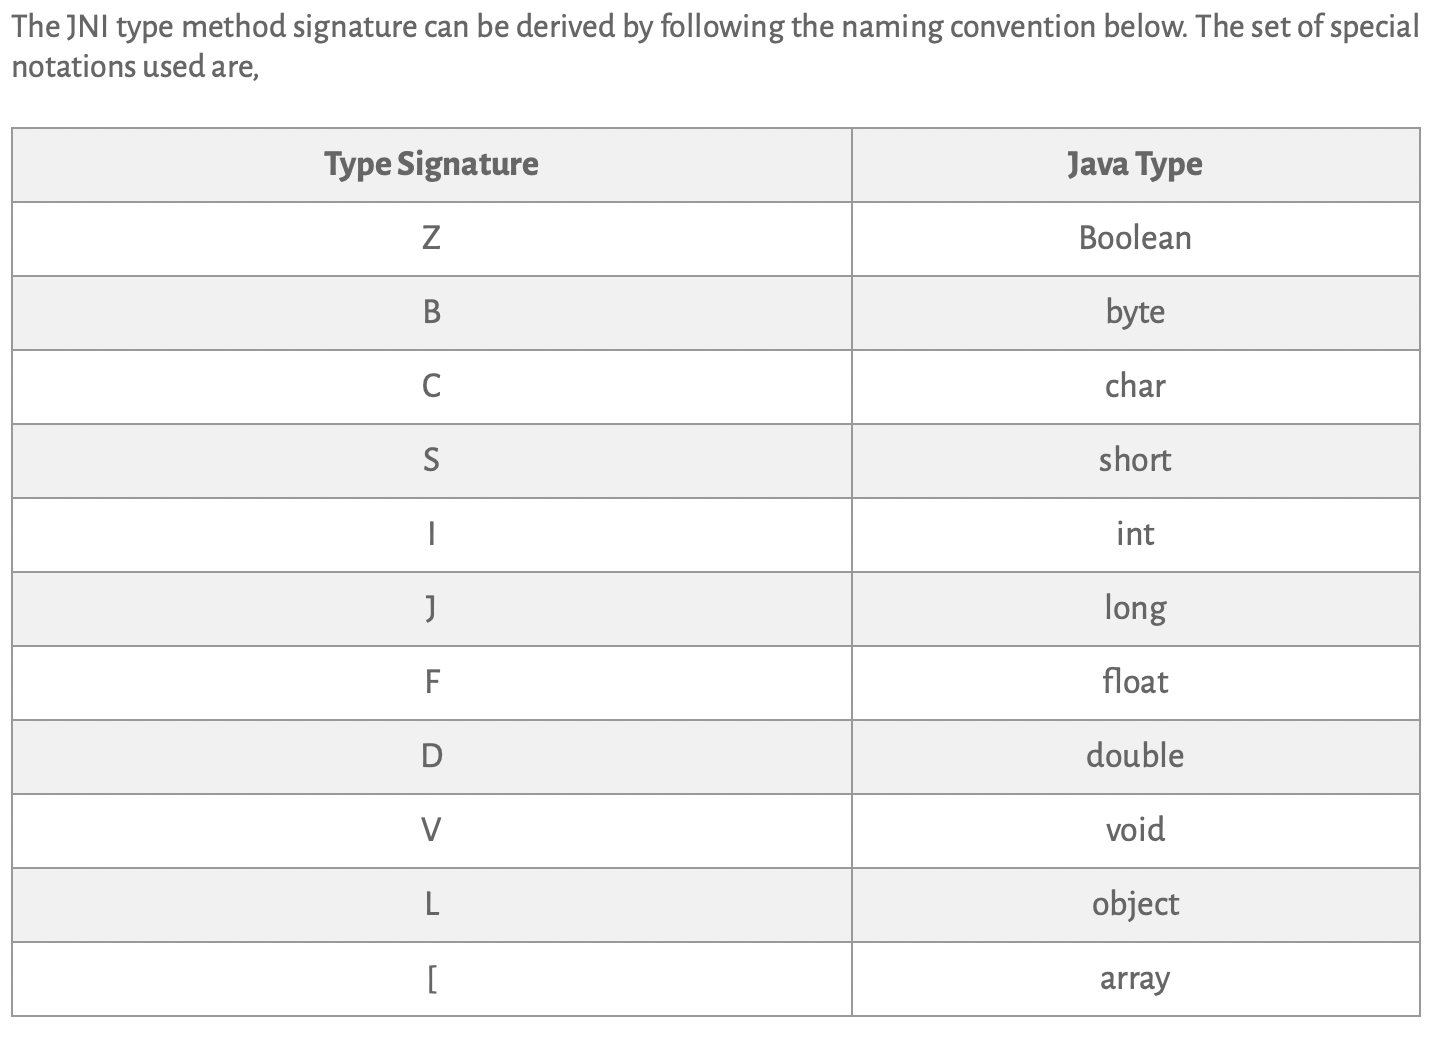 The JNI type method signature can be derived by following the naming convention below. The set of special
notations used are,
Type Signature Java Type
Z Boolean
B byte
C char
S short
I int
J long
F float
D double
V void
L object
[ array